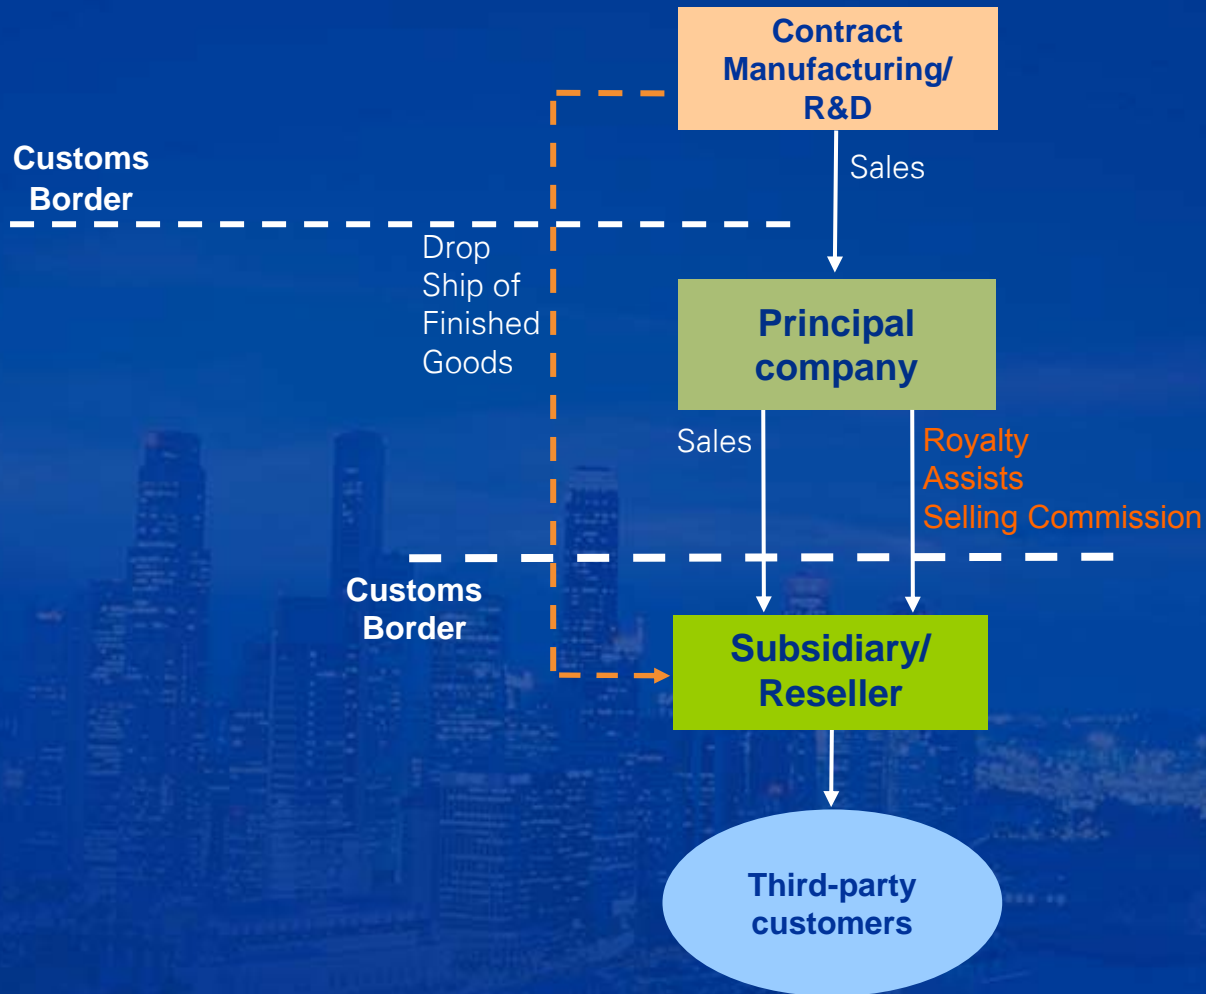 Contract
Manufacturing/
R&D
Customs
Border
Sales
Drop
Ship of
Finished
Goods
Principal
company
Sales
Royalty
Assists
Selling Commission
Customs
Border
Subsidiary/
Reseller
Third-party
customers